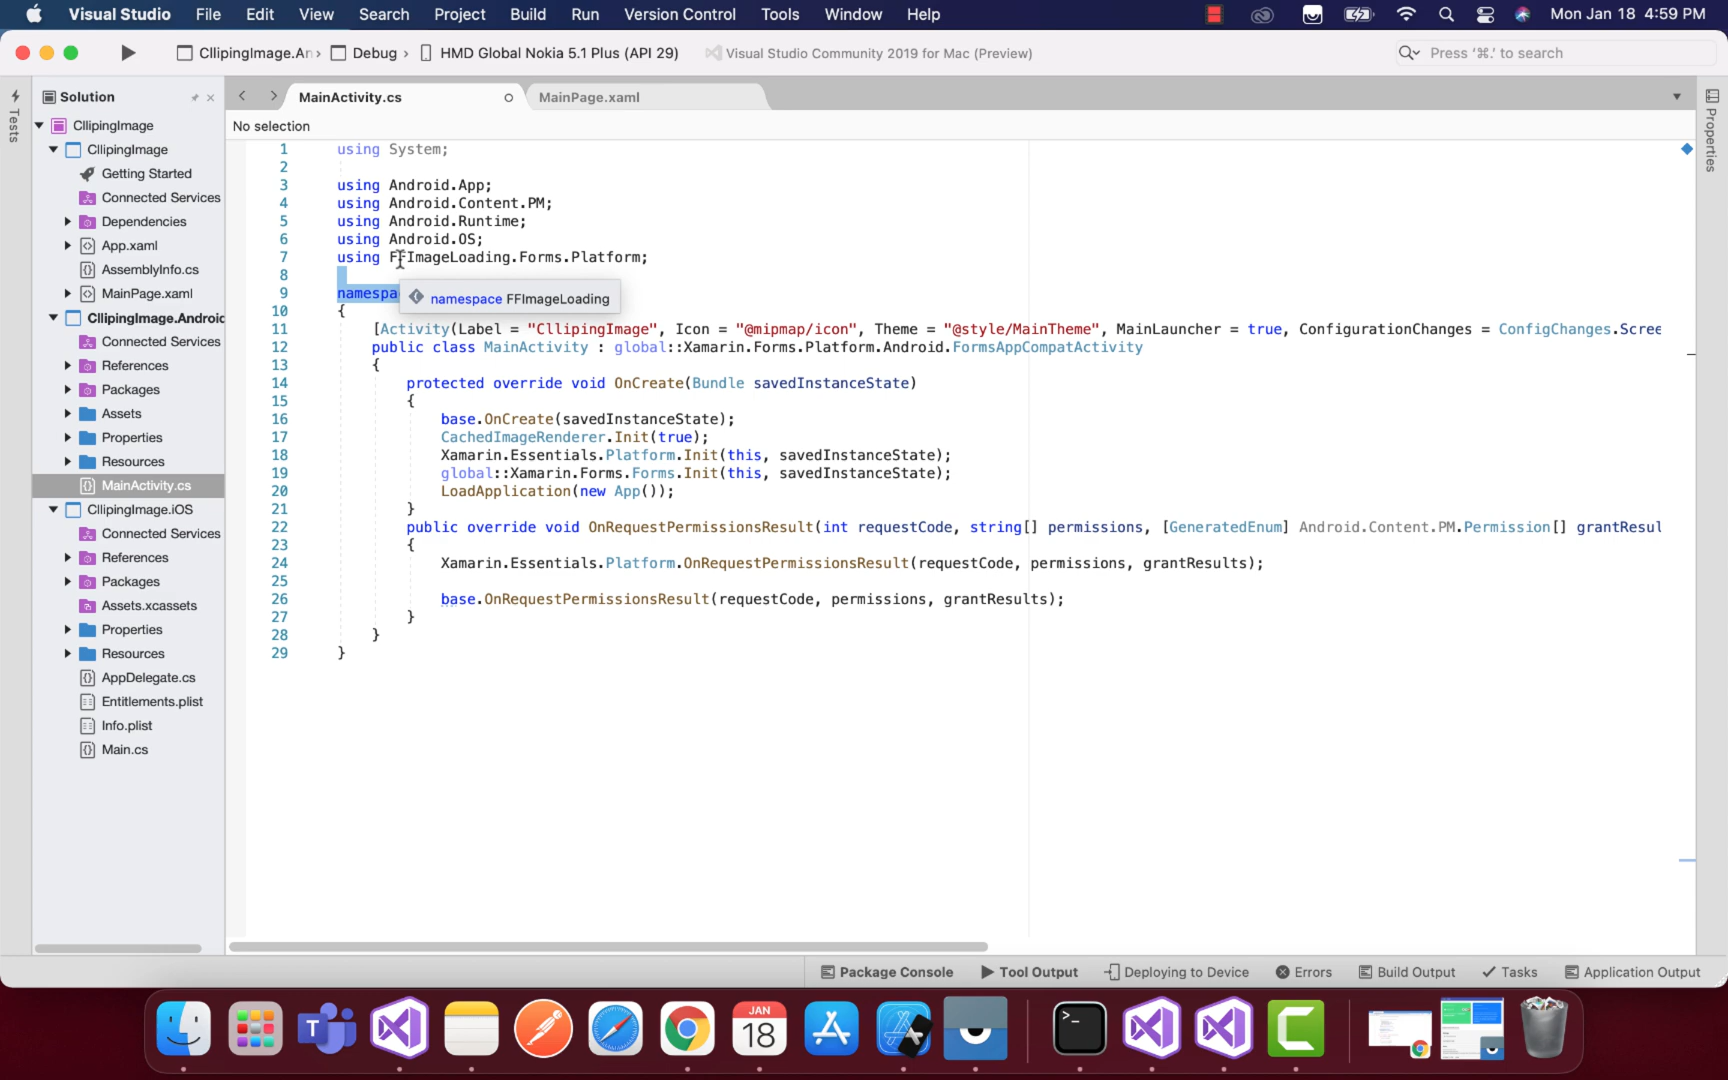 Visual Studio File Edit View Search Project Build Run Version Control Tools Window Help Mon Jan 18 4:59 PM
CllipingImage.An › Debug › HMD Global Nokia 5.1 Plus (API 29) Visual Studio Community 2019 for Mac (Preview) Press '⌘.' to search
Tests
Solution
CllipingImage
CllipingImage
Getting Started
Connected Services
Dependencies
App.xaml
AssemblyInfo.cs
MainPage.xaml
CllipingImage.Android
Connected Services
References
Packages
Assets
Properties
Resources
MainActivity.cs
CllipingImage.iOS
Connected Services
References
Packages
Assets.xcassets
Properties
Resources
AppDelegate.cs
Entitlements.plist
Info.plist
Main.cs
MainActivity.cs MainPage.xaml
No selection
1 using System;
2
3 using Android.App;
4 using Android.Content.PM;
5 using Android.Runtime;
6 using Android.OS;
7 using FFImageLoading.Forms.Platform;
8
9 namespa
namespace FFImageLoading
10 {
11 [Activity(Label = "CllipingImage", Icon = "@mipmap/icon", Theme = "@style/MainTheme", MainLauncher = true, ConfigurationChanges = ConfigChanges.Scree
12 public class MainActivity : global::Xamarin.Forms.Platform.Android.FormsAppCompatActivity
13 {
14 protected override void OnCreate(Bundle savedInstanceState)
15 {
16 base.OnCreate(savedInstanceState);
17 CachedImageRenderer.Init(true);
18 Xamarin.Essentials.Platform.Init(this, savedInstanceState);
19 global::Xamarin.Forms.Forms.Init(this, savedInstanceState);
20 LoadApplication(new App());
21 }
22 public override void OnRequestPermissionsResult(int requestCode, string[] permissions, [GeneratedEnum] Android.Content.PM.Permission[] grantResul
23 {
24 Xamarin.Essentials.Platform.OnRequestPermissionsResult(requestCode, permissions, grantResults);
25
26 base.OnRequestPermissionsResult(requestCode, permissions, grantResults);
27 }
28 }
29 }
Properties
Package Console Tool Output Deploying to Device Errors Build Output Tasks Application Output
JAN
18